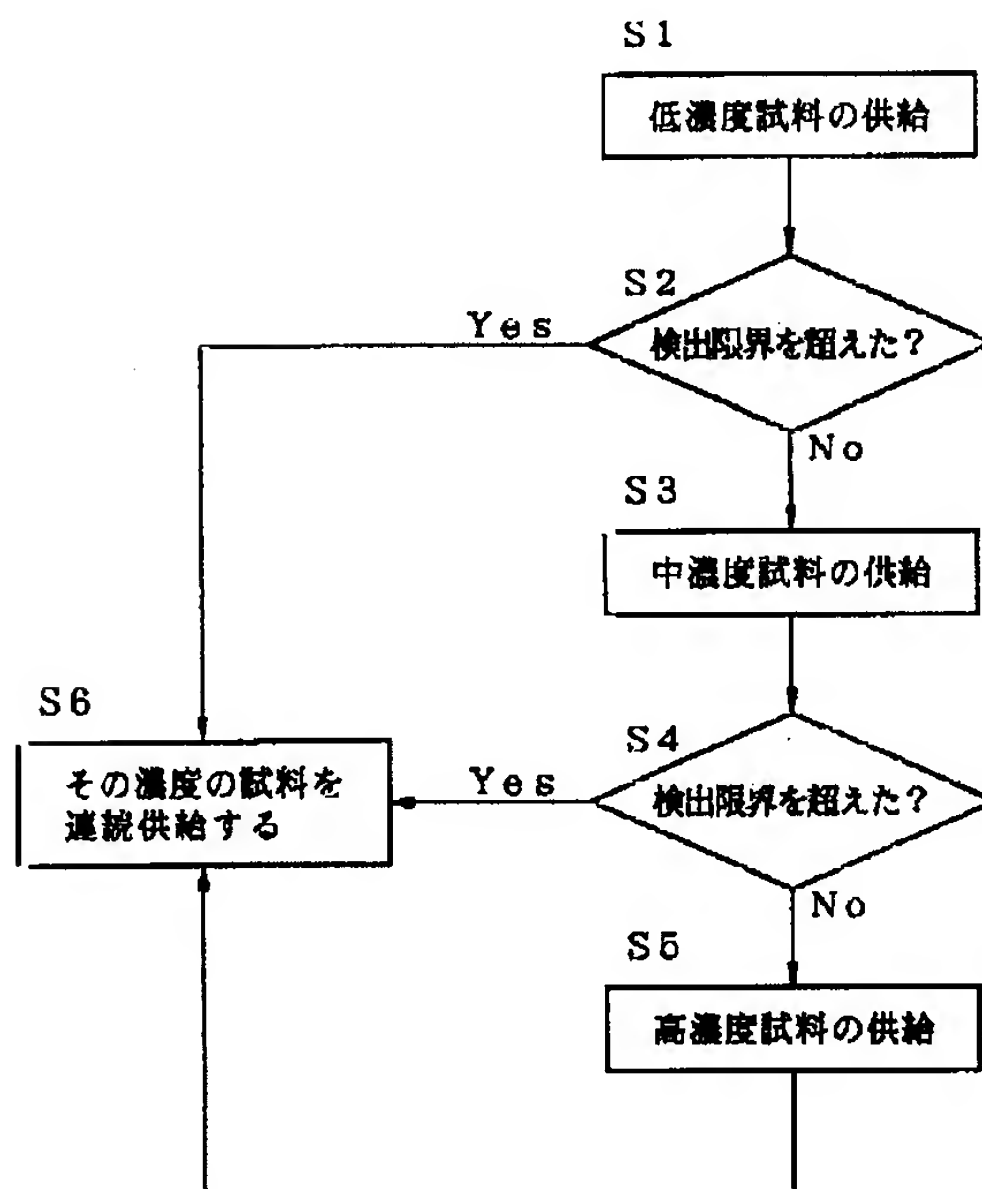 S1
低濃度試料の供給
S2
Yes
検出限界を超えた？
No
S3
中濃度試料の供給
S6
その濃度の試料を
連続供給する
S4
Yes
検出限界を超えた？
No
S5
高濃度試料の供給